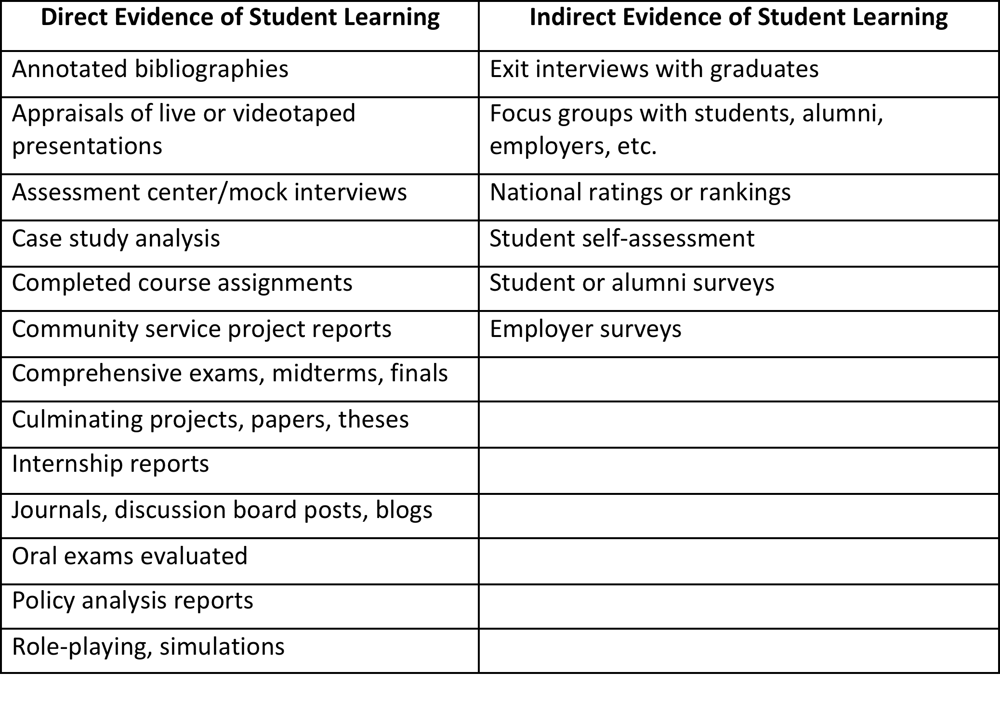 Direct Evidence of Student Learning
Indirect Evidence of Student Learning
Annotated bibliographies
Exit interviews with graduates
Appraisals of live or videotaped
presentations
Focus groups with students, alumni,
employers, etc.
Assessment center/mock interviews
National ratings or rankings
Case study analysis
Student self-assessment
Completed course assignments
Student or alumni surveys
Community service project reports
Employer surveys
Comprehensive exams, midterms, finals
Culminating projects, papers, theses
Internship reports
Journals, discussion board posts, blogs
Oral exams evaluated
Policy analysis reports
Role-playing, simulations